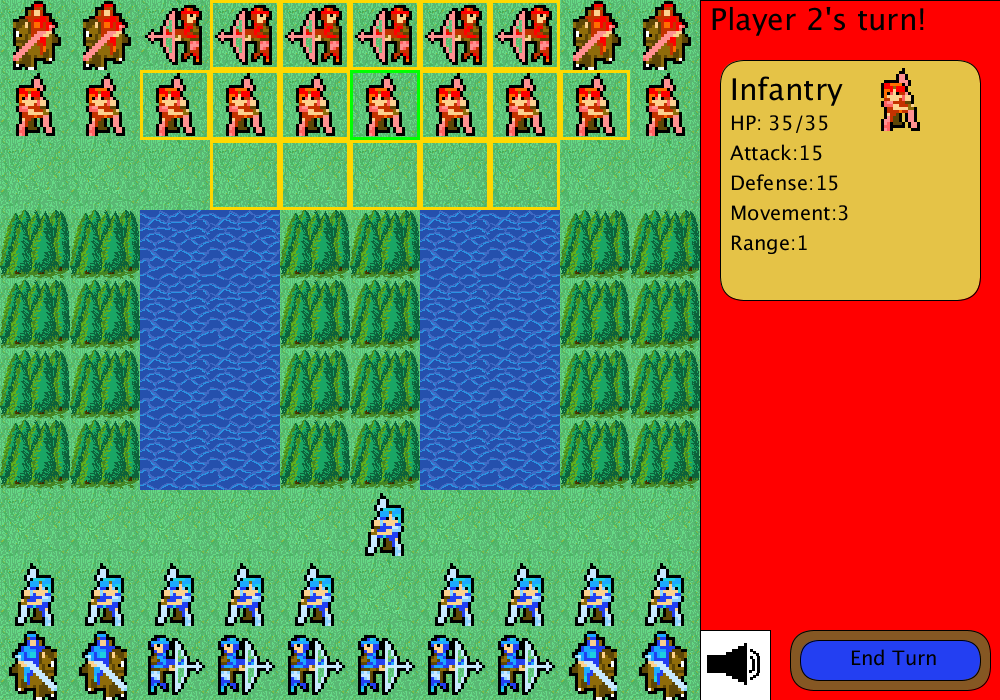 Player 2's turn!
Infantry
HP: 35/35
Attack:15
Defense:15
Movement:3
Range:1
End Turn